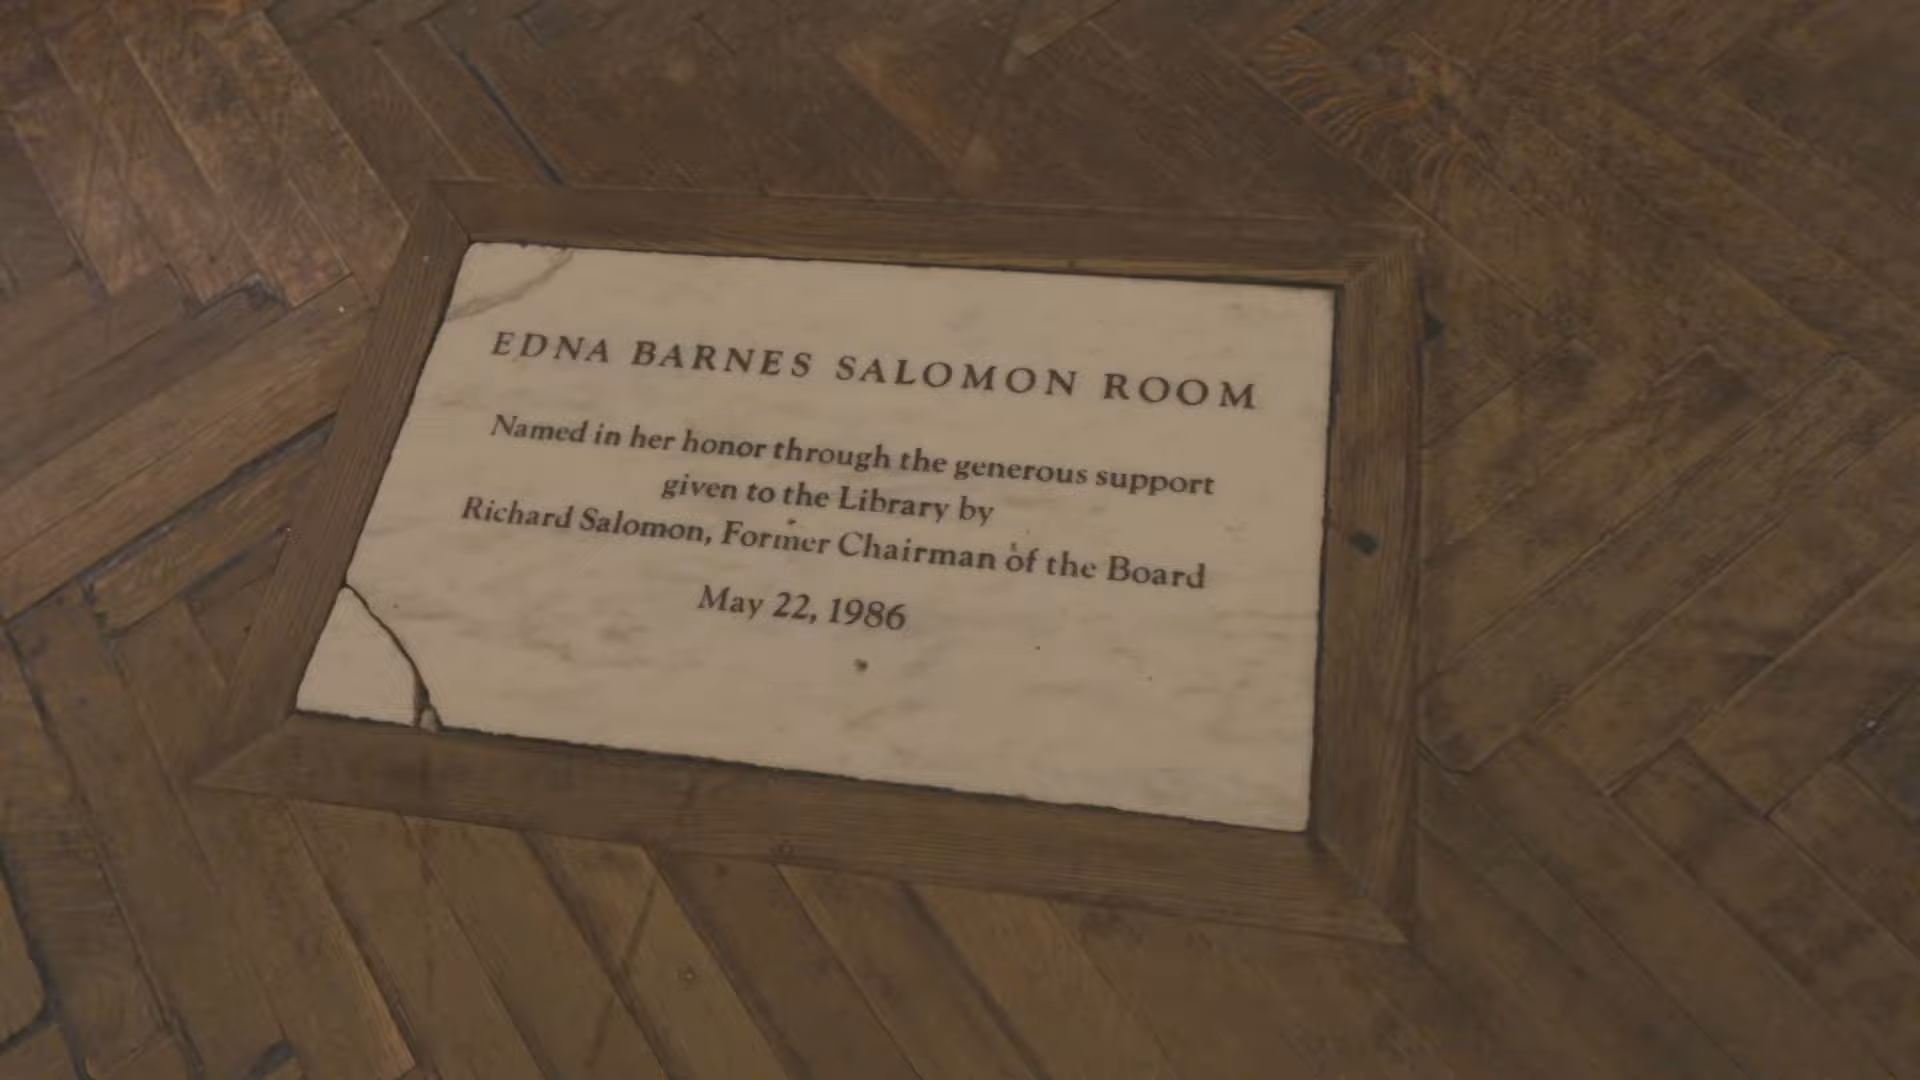 EDNA BARNES SALOMON ROOM
Named in her honor through the generous support
given to the Library by
Richard Salomon, Former Chairman of the Board
May 22, 1986